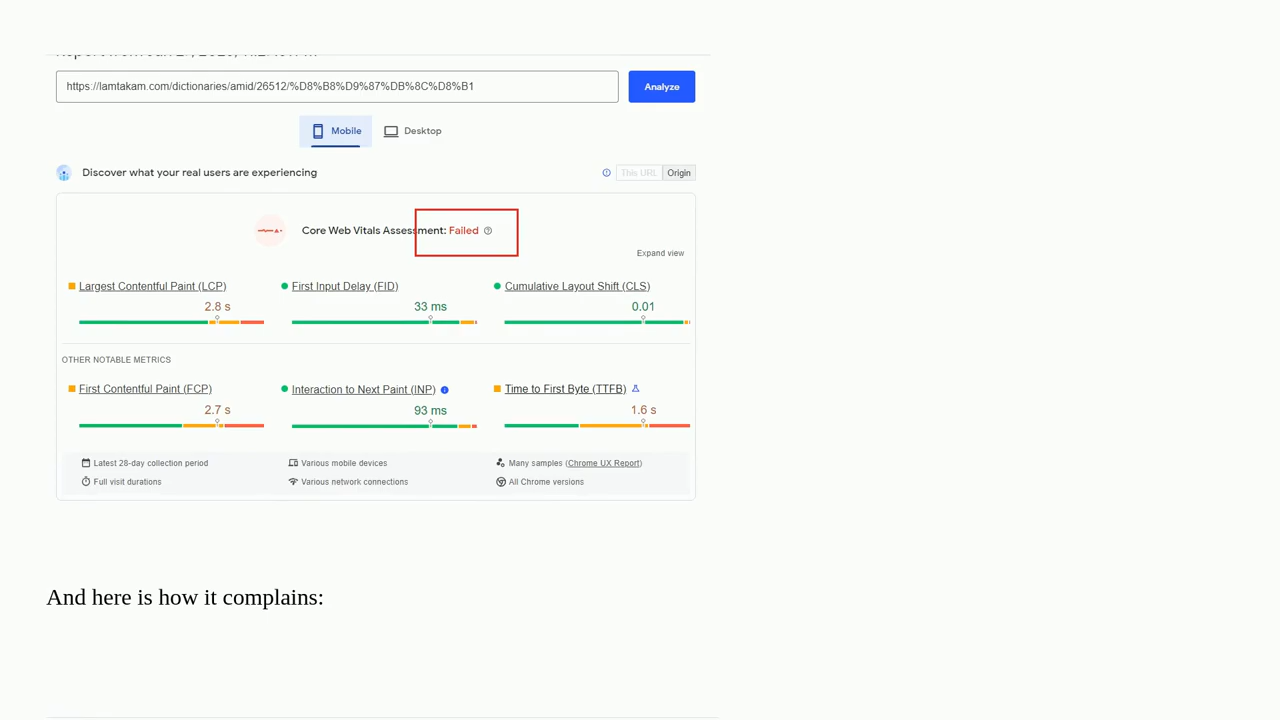 https://lamtakam.com/dictionaries/amid/26512/%D8%B8%D9%87%DB%8C%D8%B1
Analyze
Mobile
Desktop
Discover what your real users are experiencing
This URL
Origin
Core Web Vitals Assessment: Failed
Expand view
Largest Contentful Paint (LCP)
2.8 s
First Input Delay (FID)
33 ms
Cumulative Layout Shift (CLS)
0.01
OTHER NOTABLE METRICS
First Contentful Paint (FCP)
2.7 s
Interaction to Next Paint (INP)
93 ms
Time to First Byte (TTFB)
1.6 s
Latest 28-day collection period
Various mobile devices
Many samples (Chrome UX Report)
Full visit durations
Various network connections
All Chrome versions
And here is how it complains: